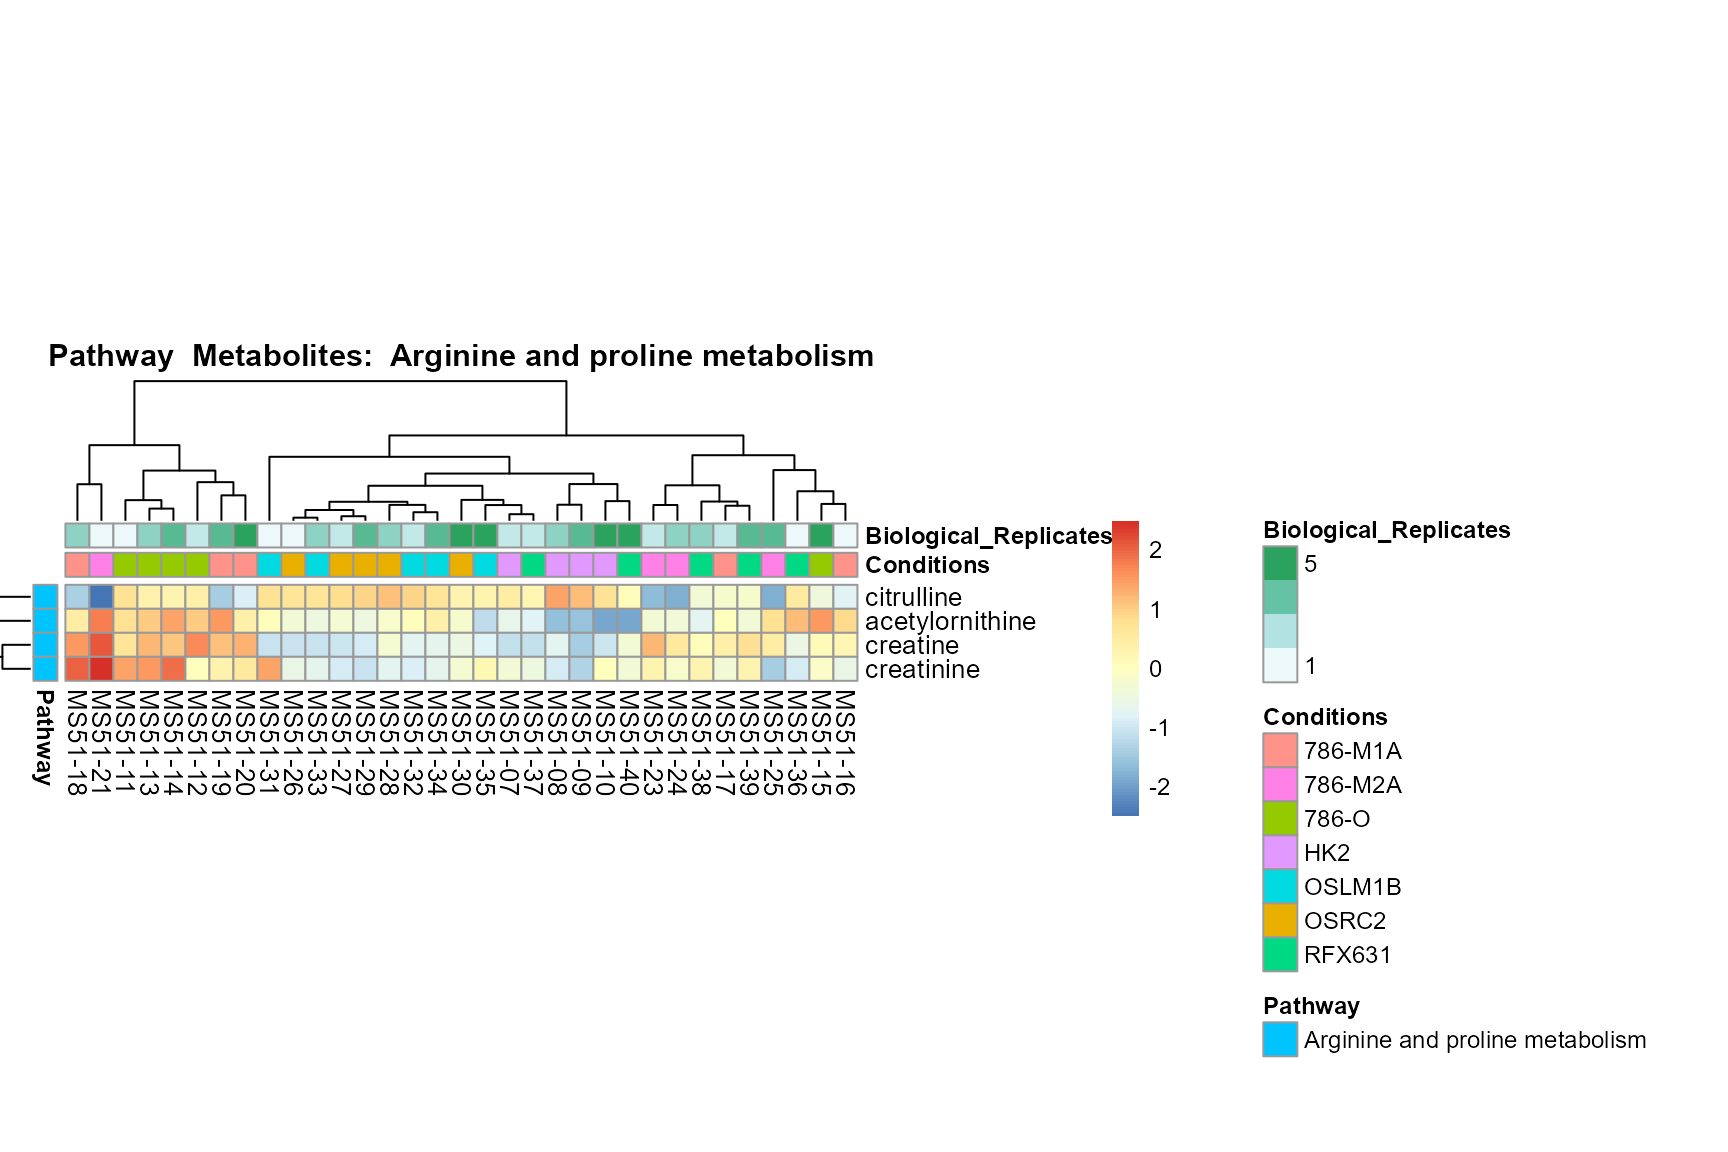 Pathway Metabolites: Arginine and proline metabolism
Biological_Replicates
Conditions
citrulline
acetylornithine
creatine
creatinine
Pathway
MS51-18
MS51-21
MS51-11
MS51-13
MS51-14
MS51-12
MS51-19
MS51-20
MS51-31
MS51-26
MS51-33
MS51-27
MS51-29
MS51-28
MS51-32
MS51-34
MS51-30
MS51-35
MS51-07
MS51-37
MS51-08
MS51-09
MS51-10
MS51-40
MS51-23
MS51-24
MS51-38
MS51-17
MS51-39
MS51-25
MS51-36
MS51-15
MS51-16
2
1
0
-1
-2
Biological_Replicates
5
1
Conditions
786-M1A
786-M2A
786-O
HK2
OSLM1B
OSRC2
RFX631
Pathway
Arginine and proline metabolism